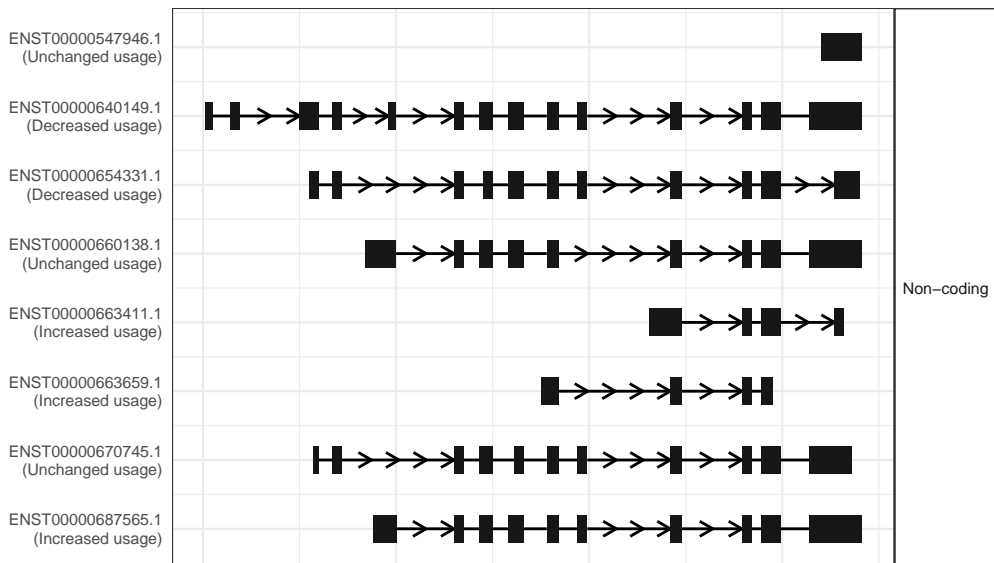 ENST00000547946.1
(Unchanged usage)
ENST00000640149.1
(Decreased usage)
ENST00000654331.1
(Decreased usage)
ENST00000660138.1
(Unchanged usage)
Non−coding
ENST00000663411.1
(Increased usage)
ENST00000663659.1
(Increased usage)
ENST00000670745.1
(Unchanged usage)
ENST00000687565.1
(Increased usage)